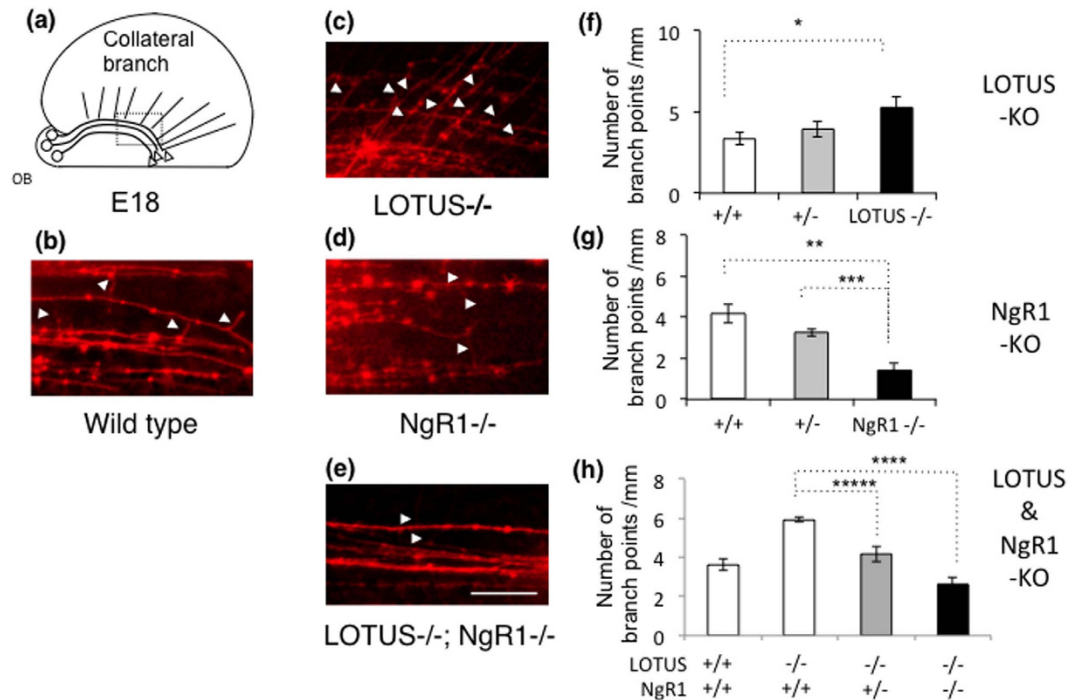 (a)
Collateral
branch
OB
E18
(b)
Wild type
(c)
LOTUS-/-
(d)
NgR1-/-
(e)
LOTUS-/-; NgR1-/-
(f)
Number of
branch points /mm
10
5
0
*
+/+ +/- LOTUS -/-
LOTUS
-KO
(g)
Number of
branch points /mm
8
6
4
2
0
**
***
+/+ +/- NgR1 -/-
NgR1
-KO
(h)
Number of
branch points /mm
8
6
4
2
0
****
*****
LOTUS +/+ -/- -/- -/-
NgR1 +/+ +/+ +/- -/-
LOTUS
&
NgR1
-KO